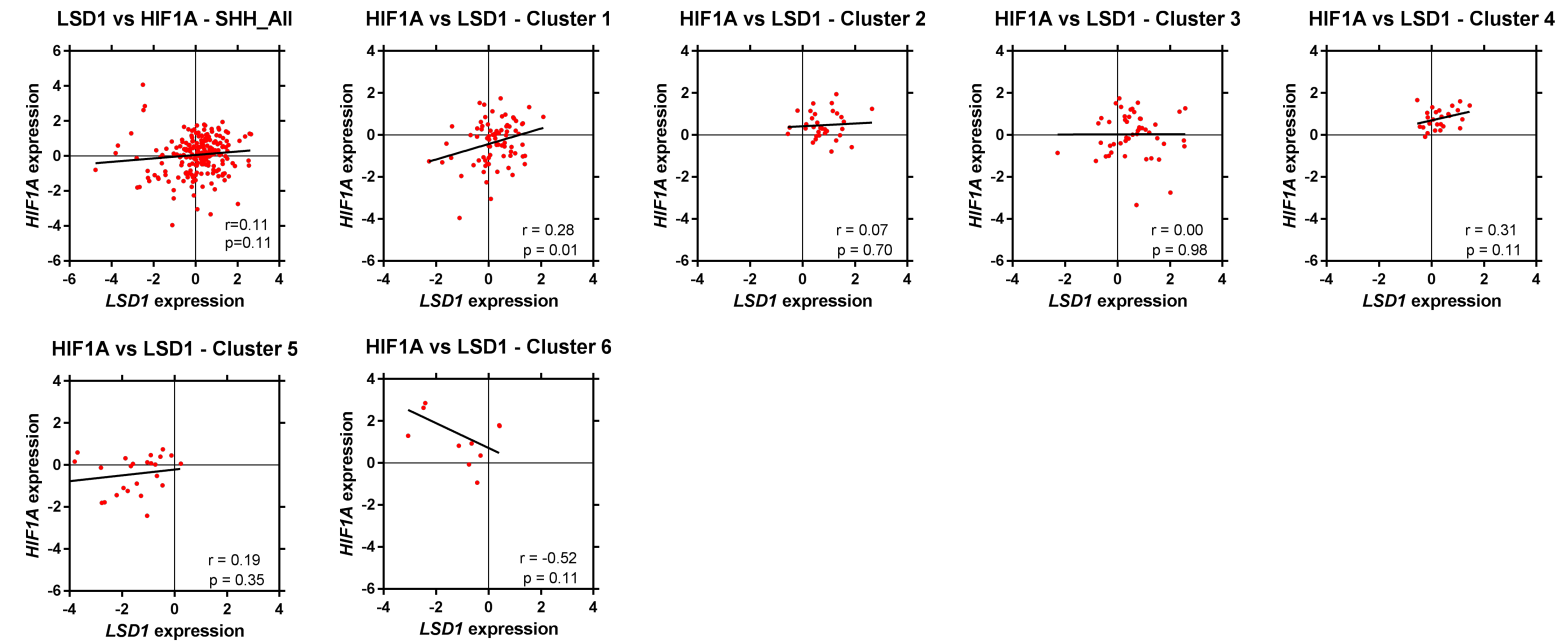 LSD1 vs HIF1A - SHH_All
6
4
2
0
-2
-4
-6
HIF1A expression
r=0.11
p=0.11
-6 -4 -2 0 2 4
LSD1 expression
HIF1A vs LSD1 - Cluster 1
4
2
0
-2
-4
-6
HIF1A expression
r = 0.28
p = 0.01
-4 -2 0 2 4
LSD1 expression
HIF1A vs LSD1 - Cluster 2
4
2
0
-2
-4
-6
HIF1A expression
r = 0.07
p = 0.70
-4 -2 0 2 4
LSD1 expression
HIF1A vs LSD1 - Cluster 3
4
2
0
-2
-4
-6
HIF1A expression
r = 0.00
p = 0.98
-4 -2 0 2 4
LSD1 expression
HIF1A vs LSD1 - Cluster 4
4
2
0
-2
-4
-6
HIF1A expression
r = 0.31
p = 0.11
-4 -2 0 2 4
LSD1 expression
HIF1A vs LSD1 - Cluster 5
4
2
0
-2
-4
-6
HIF1A expression
r = 0.19
p = 0.35
-4 -2 0 2 4
LSD1 expression
HIF1A vs LSD1 - Cluster 6
4
2
0
-2
-4
-6
HIF1A expression
r = -0.52
p = 0.11
-4 -2 0 2 4
LSD1 expression